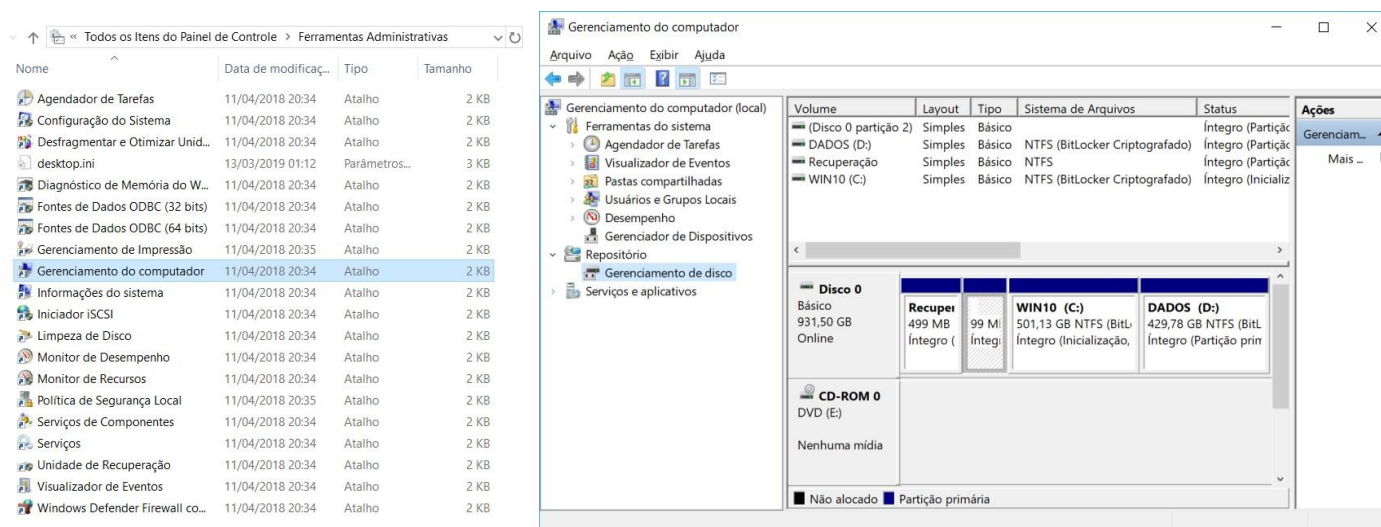 « Todos os Itens do Painel de Controle > Ferramentas Administrativas
Nome Data de modificaç... Tipo Tamanho
Agendador de Tarefas 11/04/2018 20:34 Atalho 2 KB
Configuração do Sistema 11/04/2018 20:34 Atalho 2 KB
Desfragmentar e Otimizar Unid... 11/04/2018 20:34 Atalho 2 KB
desktop.ini 13/03/2019 01:12 Parâmetros... 3 KB
Diagnóstico de Memória do W... 11/04/2018 20:34 Atalho 2 KB
Fontes de Dados ODBC (32 bits) 11/04/2018 20:34 Atalho 2 KB
Fontes de Dados ODBC (64 bits) 11/04/2018 20:34 Atalho 2 KB
Gerenciamento de Impressão 11/04/2018 20:35 Atalho 2 KB
Gerenciamento do computador 11/04/2018 20:34 Atalho 2 KB
Informações do sistema 11/04/2018 20:34 Atalho 2 KB
Iniciador iSCSI 11/04/2018 20:34 Atalho 2 KB
Limpeza de Disco 11/04/2018 20:34 Atalho 2 KB
Monitor de Desempenho 11/04/2018 20:34 Atalho 2 KB
Monitor de Recursos 11/04/2018 20:34 Atalho 2 KB
Política de Segurança Local 11/04/2018 20:35 Atalho 2 KB
Serviços de Componentes 11/04/2018 20:34 Atalho 2 KB
Serviços 11/04/2018 20:34 Atalho 2 KB
Unidade de Recuperação 11/04/2018 20:34 Atalho 2 KB
Visualizador de Eventos 11/04/2018 20:34 Atalho 2 KB
Windows Defender Firewall co... 11/04/2018 20:34 Atalho 2 KB
Gerenciamento do computador
Arquivo Ação Exibir Ajuda
Gerenciamento do computador (local)
Ferramentas do sistema
Agendador de Tarefas
Visualizador de Eventos
Pastas compartilhadas
Usuários e Grupos Locais
Desempenho
Gerenciador de Dispositivos
Repositório
Gerenciamento de disco
Serviços e aplicativos
Volume Layout Tipo Sistema de Arquivos Status
(Disco 0 partição 2) Simples Básico Íntegro (Partiçã
DADOS (D:) Simples Básico NTFS (BitLocker Criptografado) Íntegro (Partiçã
Recuperação Simples Básico NTFS Íntegro (Partiçã
WIN10 (C:) Simples Básico NTFS (BitLocker Criptografado) Íntegro (Inicializ
Disco 0
Básico
931,50 GB
Online
Recuper
499 MB
Íntegro (
99 M
Integ
WIN10 (C:)
501,13 GB NTFS (BitL
Íntegro (Inicialização,
DADOS (D:)
429,78 GB NTFS (BitL
Íntegro (Partição prim
CD-ROM 0
DVD (E:)
Nenhuma mídia
Não alocado Partição primária
Ações
Gerenciam...
Mais ...